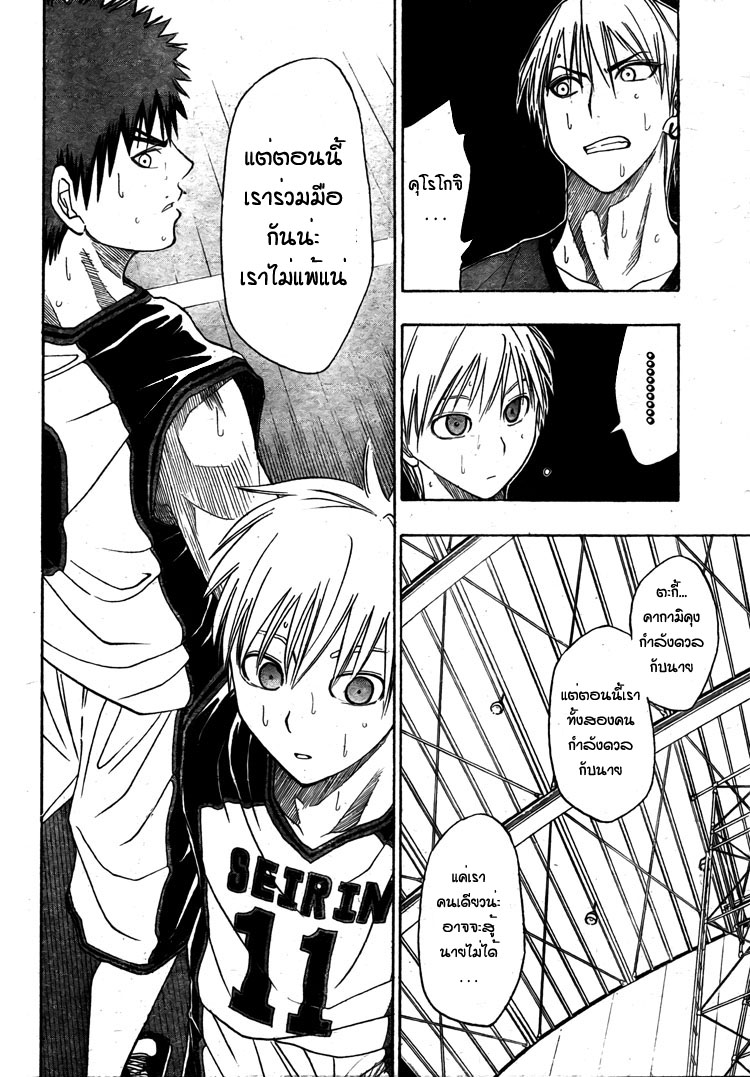 คุโรโกจิ
...
ตะกี้...
คากามิคุง
กำลังดวล
กับนาย
แต่ตอนนี้เรา
ทั้งสองคน
กำลังดวล
กับนาย
แค่เรา
คนเดียวน่ะ
อาจจะสู้
นายไม่ได้
...
แต่ตอนนี้
เราร่วมมือ
กันน่ะ
เราไม่แพ้แน่
SEIRIN
11